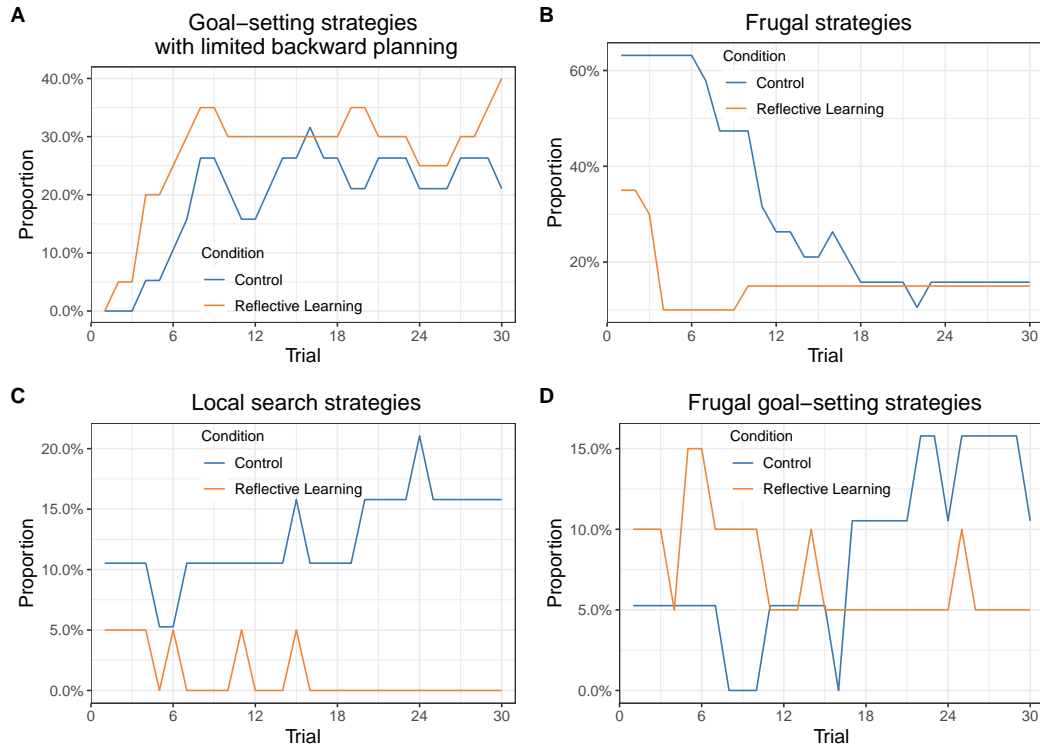 A
Goal−setting strategies
with limited backward planning
40.0%
30.0%
20.0%
10.0%
0.0%
Proportion
Condition
Control
Reflective Learning
0 6 12 18 24 30
Trial
B
Frugal strategies
60%
40%
20%
Proportion
Condition
Control
Reflective Learning
0 6 12 18 24 30
Trial
C
Local search strategies
20.0%
15.0%
10.0%
5.0%
0.0%
Proportion
Condition
Control
Reflective Learning
0 6 12 18 24 30
Trial
D
Frugal goal−setting strategies
15.0%
10.0%
5.0%
0.0%
Proportion
Condition
Control
Reflective Learning
0 6 12 18 24 30
Trial